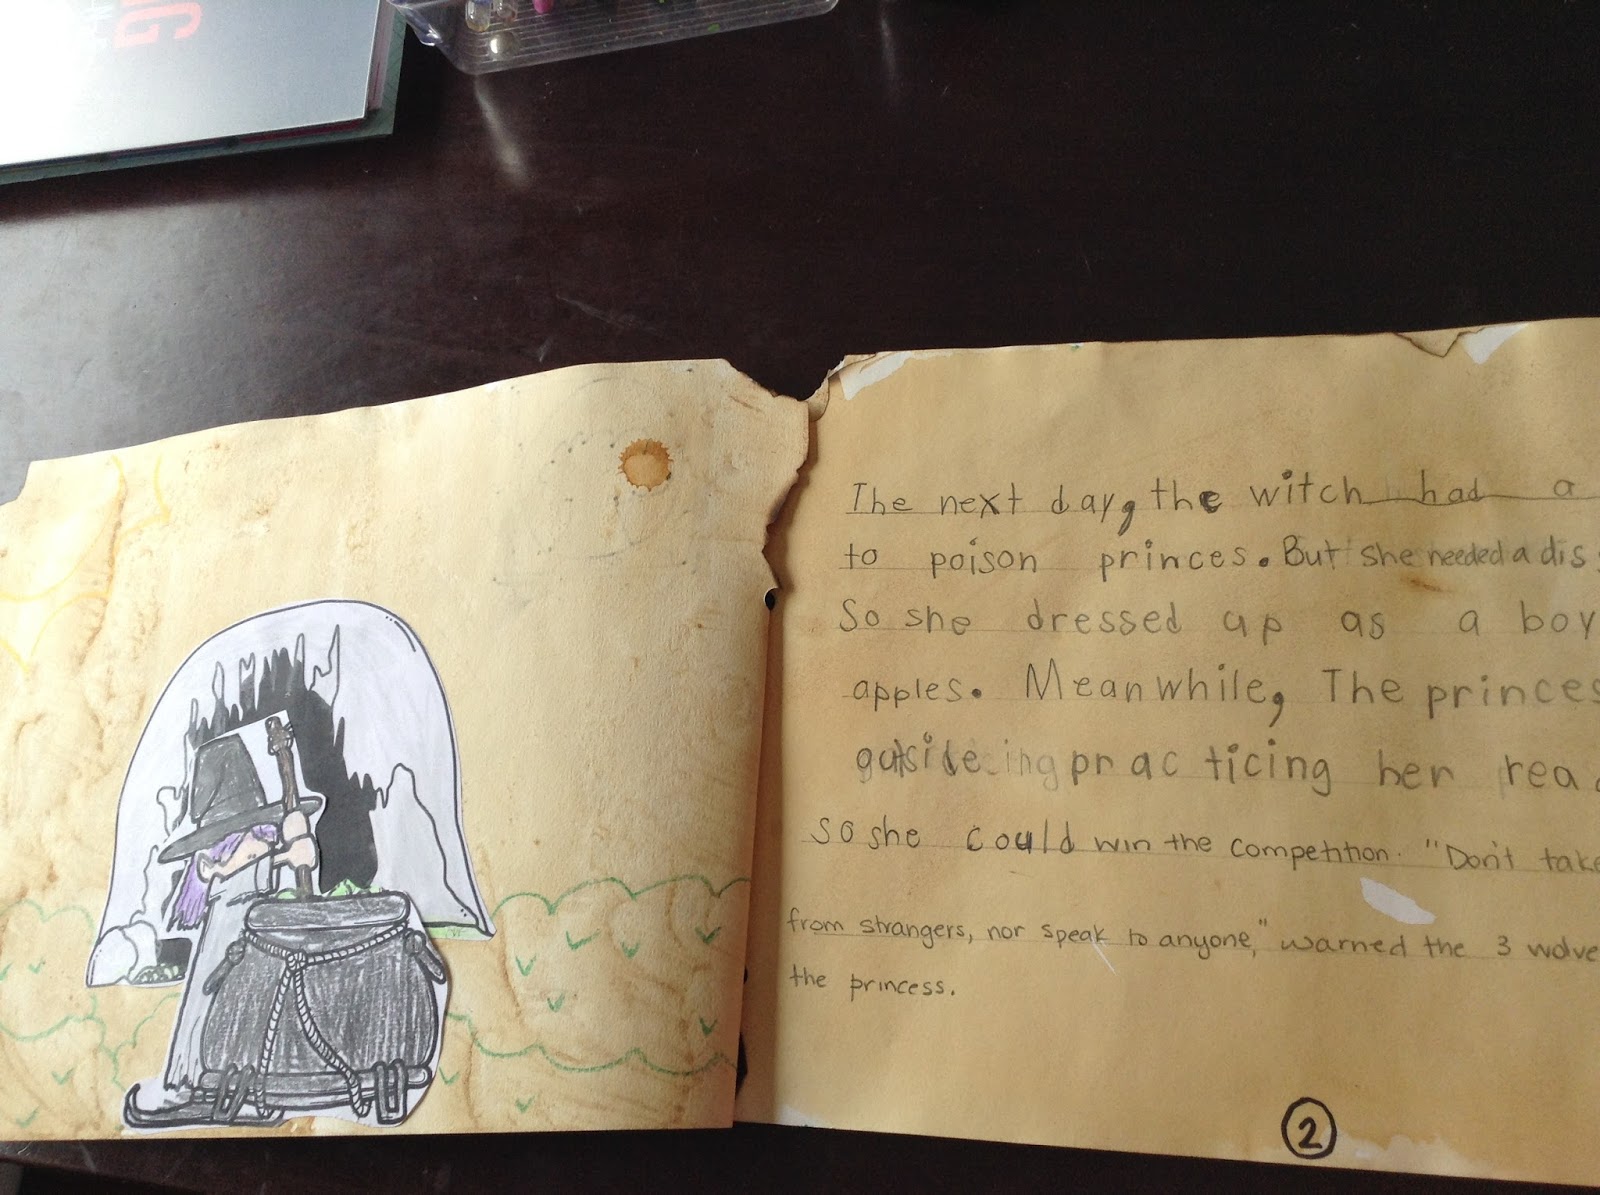 The next day, the witch had a
to poison princes. But she needed a dis
So she dressed up as a boy
apples. Meanwhile, The princes
outside practicing her rea
so she could win the competition. "Don't take
from strangers, nor speak to anyone," warned the 3 wolve
the princess.
2